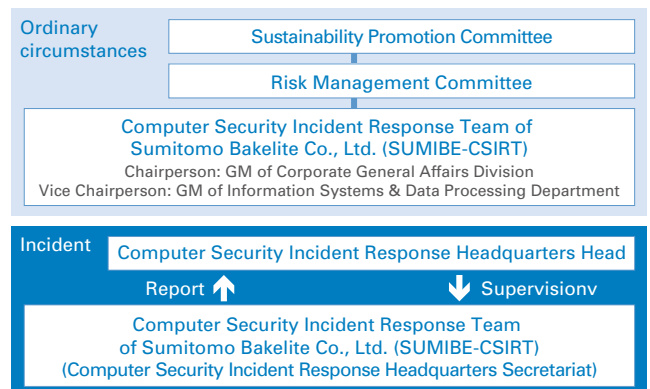 Ordinary
circumstances
Sustainability Promotion Committee
Risk Management Committee
Computer Security Incident Response Team of
Sumitomo Bakelite Co., Ltd. (SUMIBE-CSIRT)
Chairperson: GM of Corporate General Affairs Division
Vice Chairperson: GM of Information Systems & Data Processing Department
Incident
Computer Security Incident Response Headquarters Head
Report
Supervisionv
Computer Security Incident Response Team
of Sumitomo Bakelite Co., Ltd. (SUMIBE-CSIRT)
(Computer Security Incident Response Headquarters Secretariat)